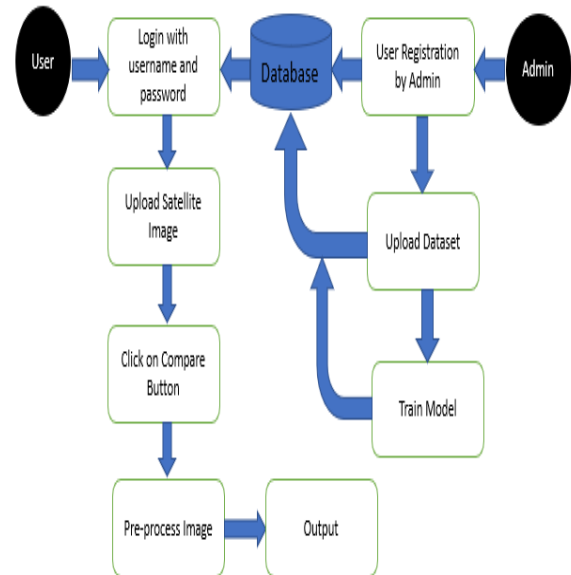 User
Login with
username and
password
Database
User Registration
by Admin
Admin
Upload Satellite
Image
Upload Dataset
Click on Compare
Button
Train Model
Pre-process Image
Output